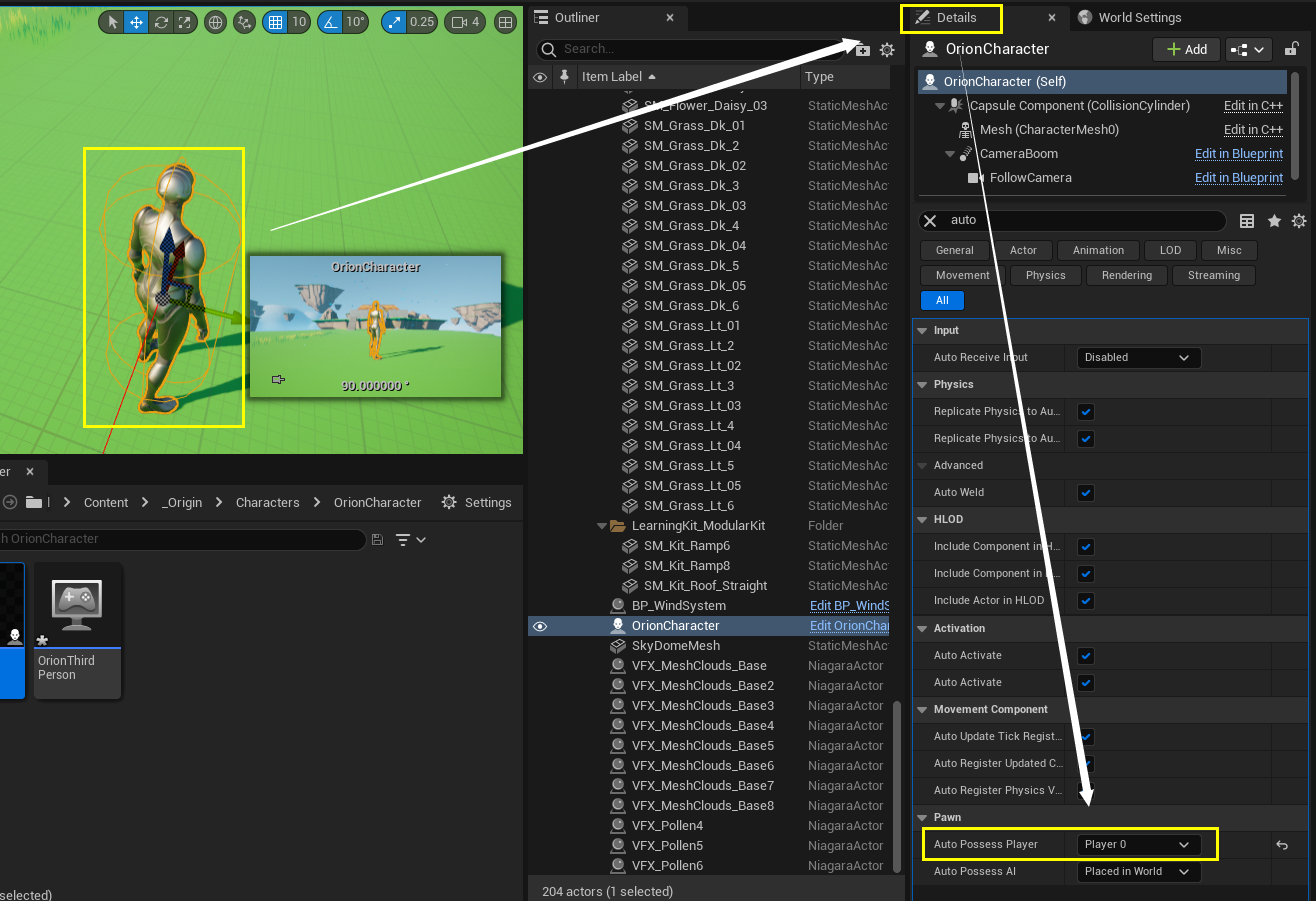 10
10°
0.25
4
OrionCharacter
90.000000 °
er
Content
_Origin
Characters
OrionCharacter
Settings
h OrionCharacter
OrionThird
Person
selected)
Outliner
Search...
Item Label
Type
SM_Flower_Daisy_03 StaticMeshAc
SM_Grass_Dk_01 StaticMeshAc
SM_Grass_Dk_2 StaticMeshAc
SM_Grass_Dk_02 StaticMeshAc
SM_Grass_Dk_3 StaticMeshAc
SM_Grass_Dk_03 StaticMeshAc
SM_Grass_Dk_4 StaticMeshAc
SM_Grass_Dk_04 StaticMeshAc
SM_Grass_Dk_5 StaticMeshAc
SM_Grass_Dk_05 StaticMeshAc
SM_Grass_Dk_6 StaticMeshAc
SM_Grass_Lt_01 StaticMeshAc
SM_Grass_Lt_2 StaticMeshAc
SM_Grass_Lt_02 StaticMeshAc
SM_Grass_Lt_3 StaticMeshAc
SM_Grass_Lt_03 StaticMeshAc
SM_Grass_Lt_4 StaticMeshAc
SM_Grass_Lt_04 StaticMeshAc
SM_Grass_Lt_5 StaticMeshAc
SM_Grass_Lt_05 StaticMeshAc
SM_Grass_Lt_6 StaticMeshAc
LearningKit_ModularKit Folder
SM_Kit_Ramp6 StaticMeshAc
SM_Kit_Ramp8 StaticMeshAc
SM_Kit_Roof_Straight StaticMeshAc
BP_WindSystem Edit BP_WindS
OrionCharacter Edit OrionChar
SkyDomeMesh StaticMeshAc
VFX_MeshClouds_Base NiagaraActor
VFX_MeshClouds_Base2 NiagaraActor
VFX_MeshClouds_Base3 NiagaraActor
VFX_MeshClouds_Base4 NiagaraActor
VFX_MeshClouds_Base5 NiagaraActor
VFX_MeshClouds_Base6 NiagaraActor
VFX_MeshClouds_Base7 NiagaraActor
VFX_MeshClouds_Base8 NiagaraActor
VFX_Pollen4 NiagaraActor
VFX_Pollen5 NiagaraActor
VFX_Pollen6 NiagaraActor
204 actors (1 selected)
Details
World Settings
OrionCharacter
Add
OrionCharacter (Self)
Capsule Component (CollisionCylinder) Edit in C++
Mesh (CharacterMesh0) Edit in C++
CameraBoom Edit in Blueprint
FollowCamera Edit in Blueprint
auto
General Actor Animation LOD Misc
Movement Physics Rendering Streaming
All
Input
Auto Receive Input Disabled
Physics
Replicate Physics to Au...
Replicate Physics to Au...
Advanced
Auto Weld
HLOD
Include Component in H...
Include Component in
Include Actor in HLOD
Activation
Auto Activate
Auto Activate
Movement Component
Auto Update Tick Regist...
Auto Register Updated C...
Auto Register Physics V...
Pawn
Auto Possess Player Player 0
Auto Possess AI Placed in World